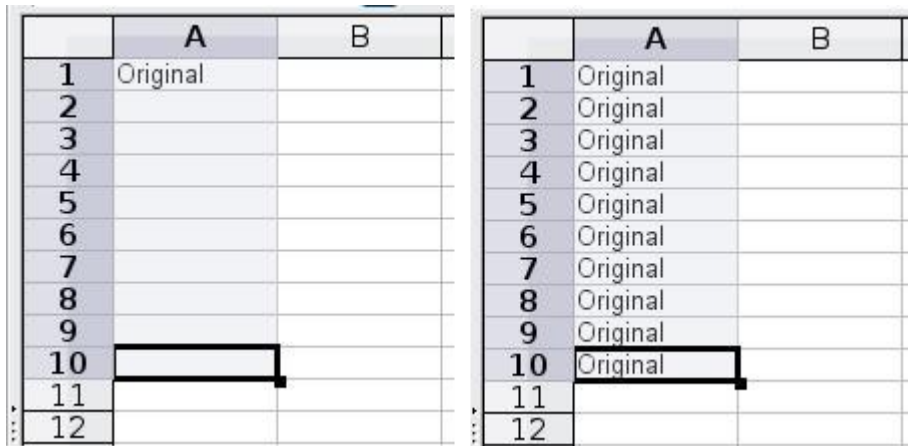 A B
1 Original
2
3
4
5
6
7
8
9
10
11
12
A B
1 Original
2 Original
3 Original
4 Original
5 Original
6 Original
7 Original
8 Original
9 Original
10 Original
11
12